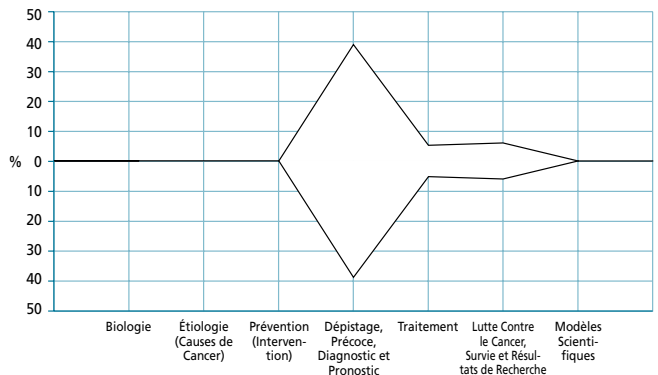 50
40
30
20
10
% 0
10
20
30
40
50
Biologie
Étiologie
(Causes de
Cancer)
Prévention
(Interven-
tion)
Dépistage,
Précoce,
Diagnostic et
Pronostic
Traitement
Lutte Contre
le Cancer,
Survie et Résul-
tats de Recherche
Modèles
Scienti-
fiques